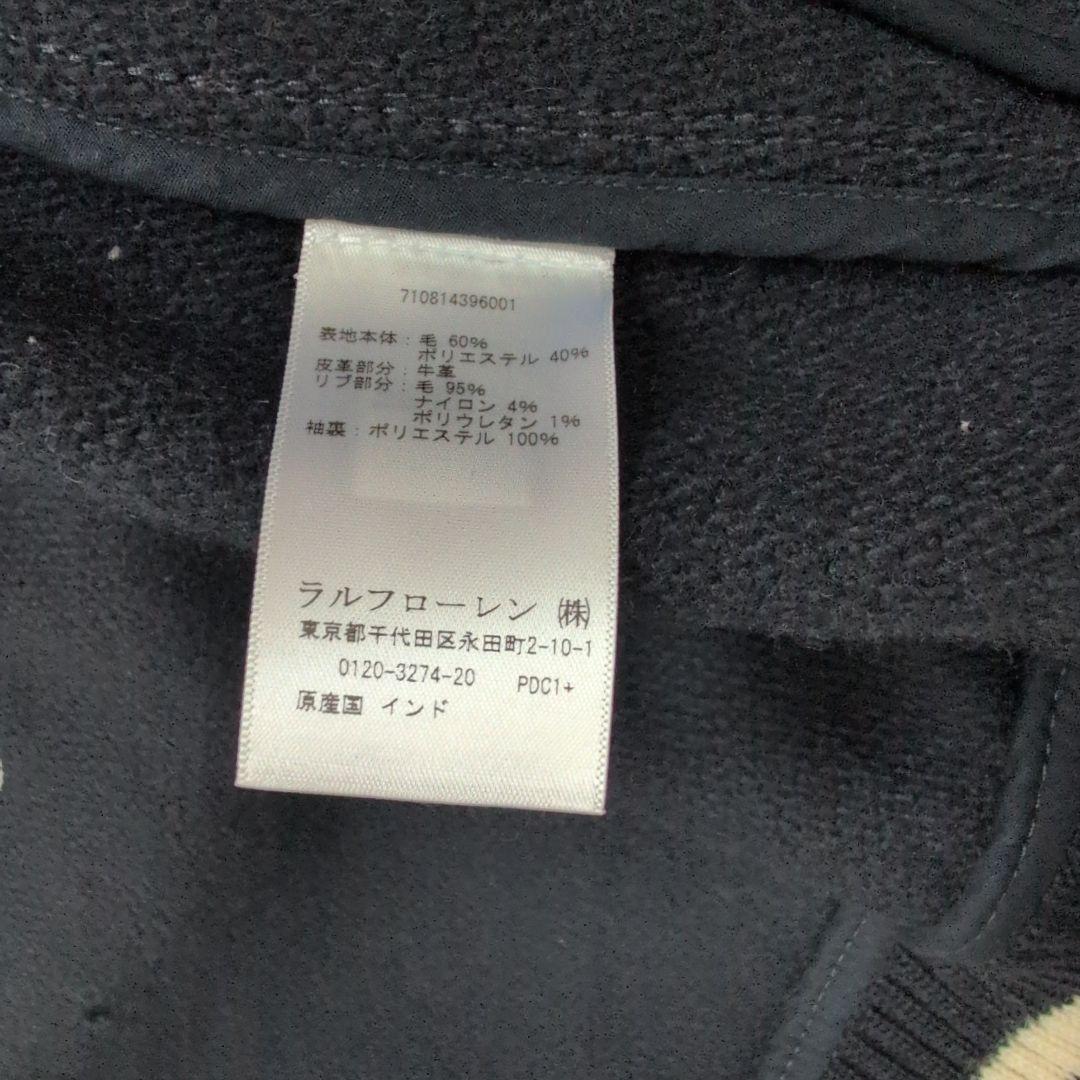 710814396001
表地本体：毛 60%
ポリエステル 40%
皮革部分：牛革
リブ部分：毛 95%
ナイロン 4%
ポリウレタン 1%
袖裏：ポリエステル 100%
ラルフローレン ㈱
東京都千代田区永田町2-10-1
0120-3274-20 PDC1+
原産国 インド